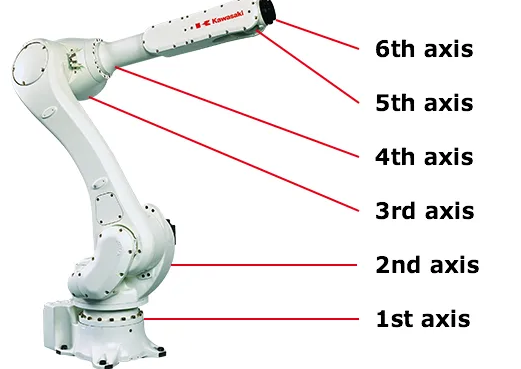 Kawasaki
6th axis
5th axis
4th axis
3rd axis
2nd axis
1st axis